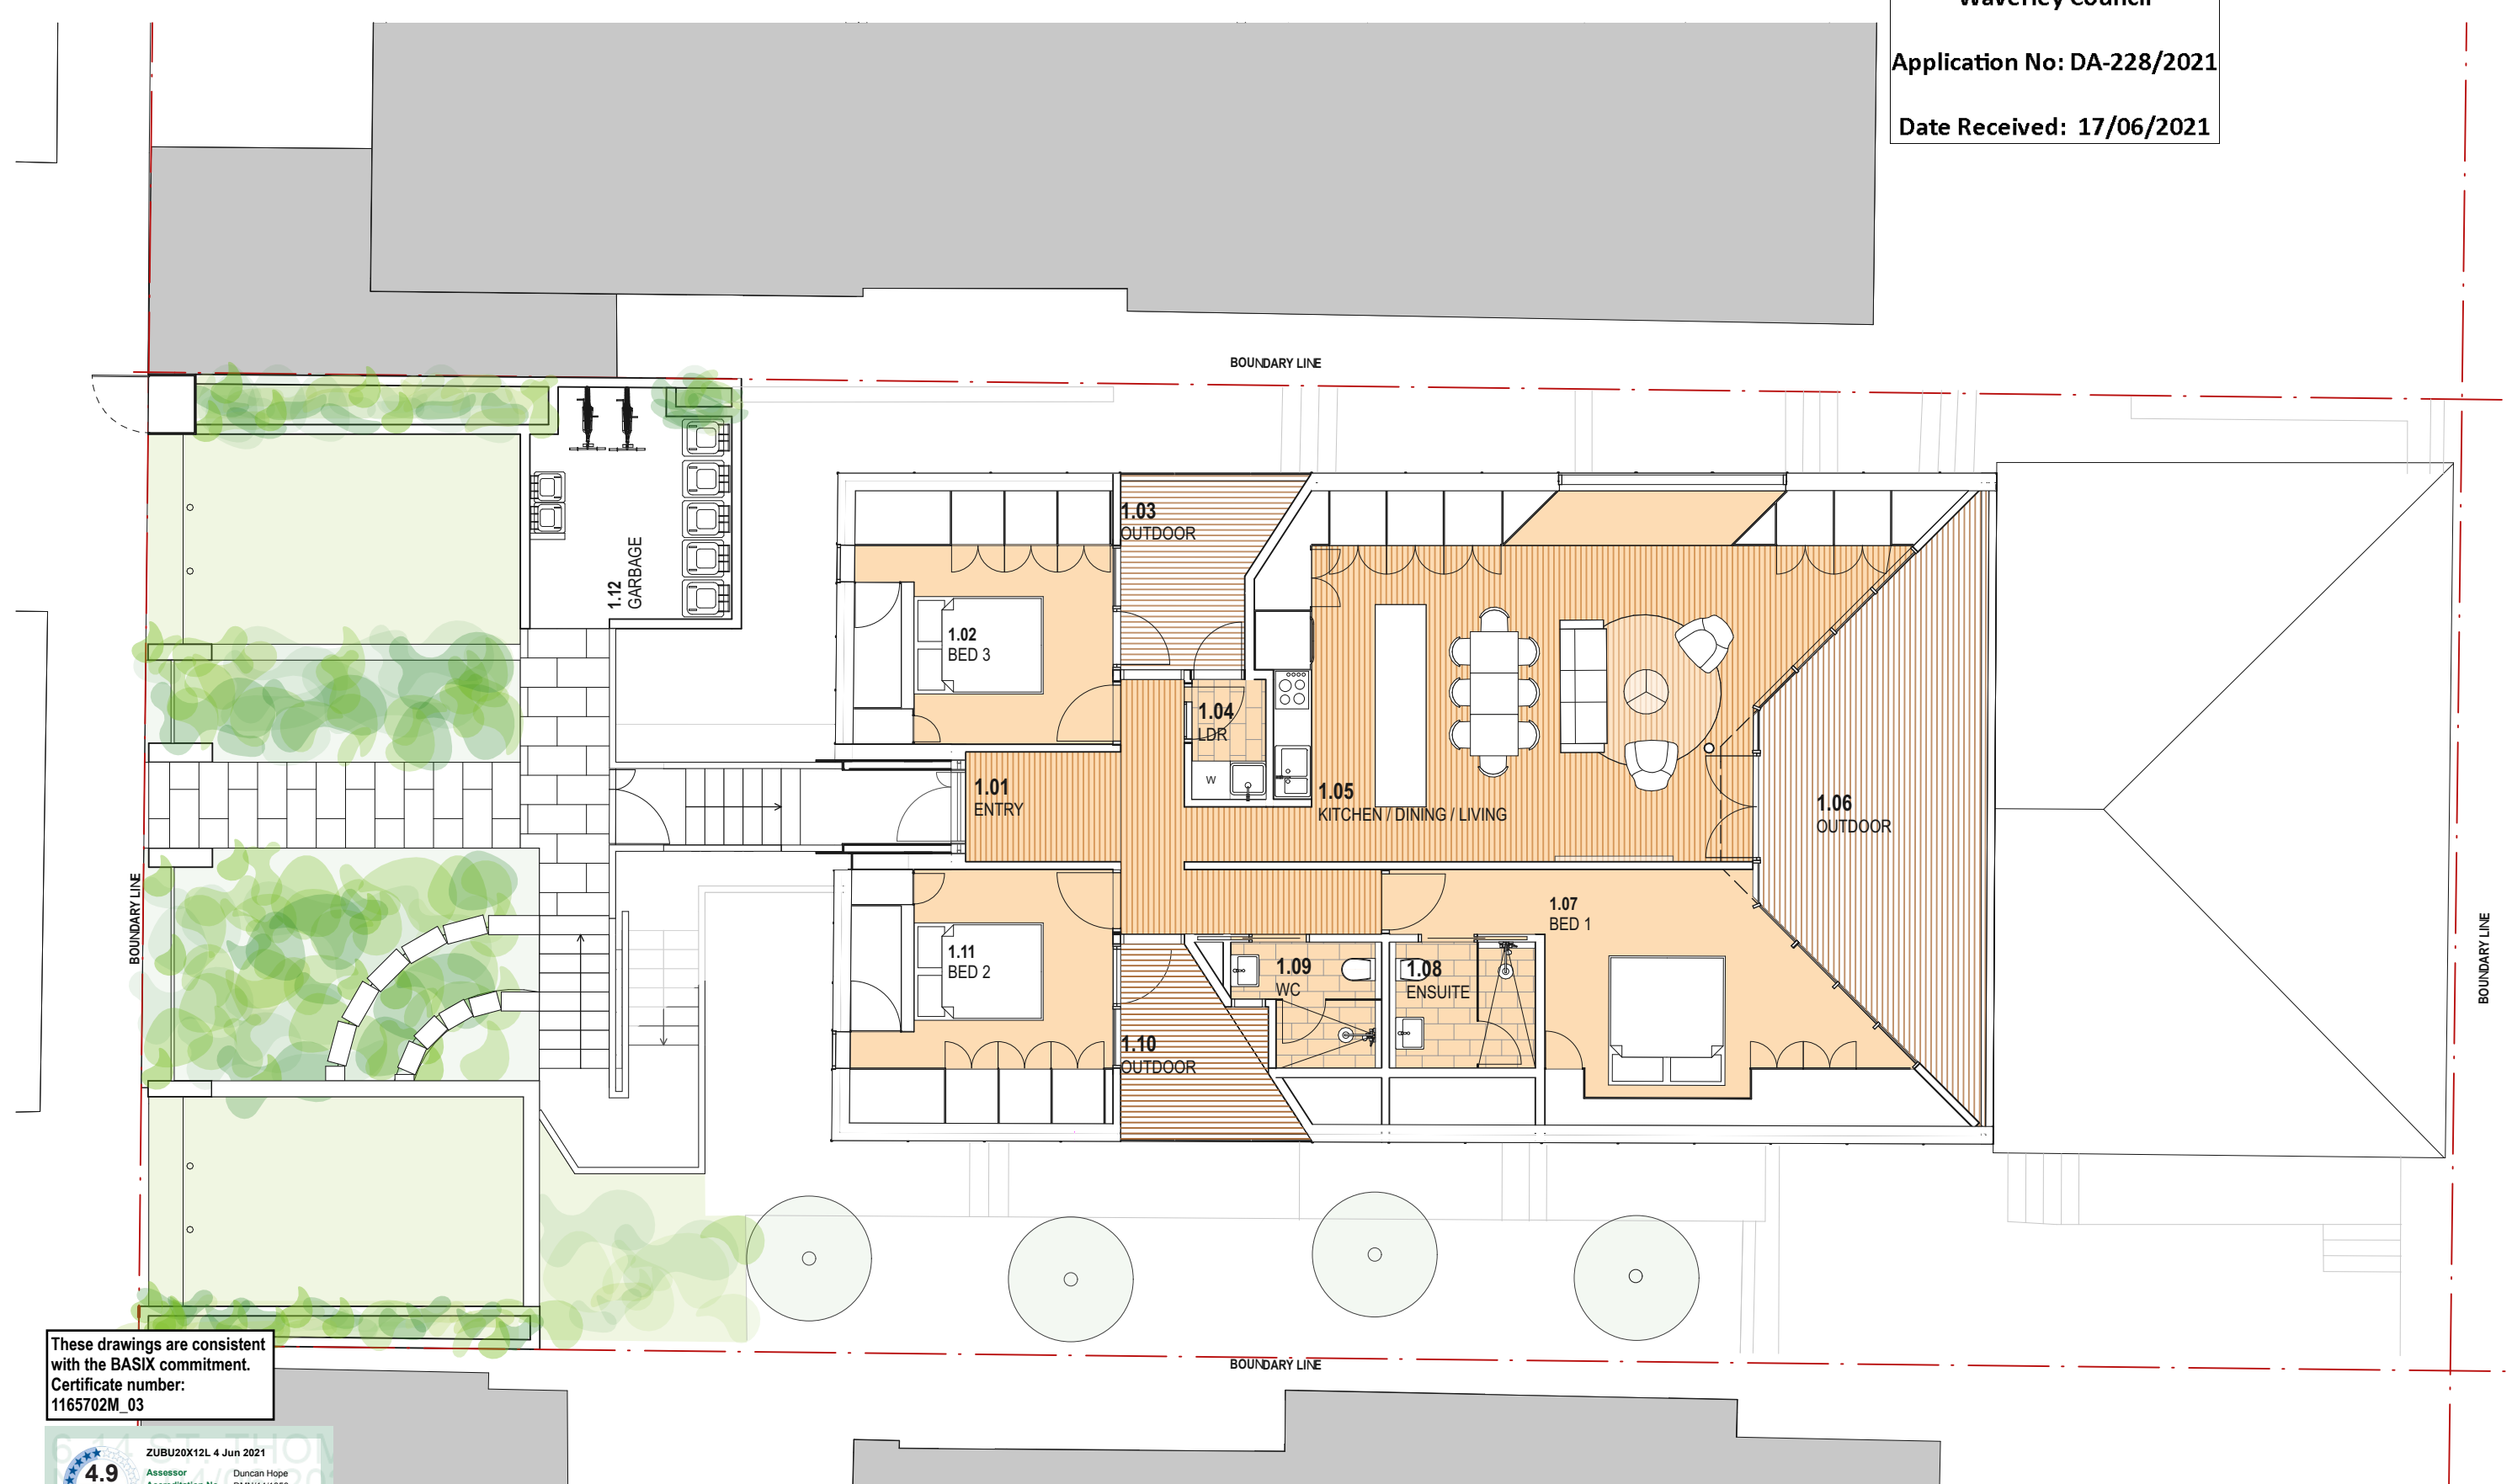 Waverley Council
Application No: DA-228/2021
Date Received: 17/06/2021
BOUNDARY LINE
1.12
GARBAGE
1.03
OUTDOOR
1.02
BED 3
1.04
LDR
W
1.01
ENTRY
1.05
KITCHEN / DINING / LIVING
1.06
OUTDOOR
BOUNDARY LINE
BOUNDARY LINE
1.07
BED 1
1.11
BED 2
1.09
WC
1.08
ENSUITE
1.10
OUTDOOR
BOUNDARY LINE
These drawings are consistent
with the BASIX commitment.
Certificate number:
1165702M_03
ZUBU20X12L 4 Jun 2021
4.9
Assessor Duncan Hope